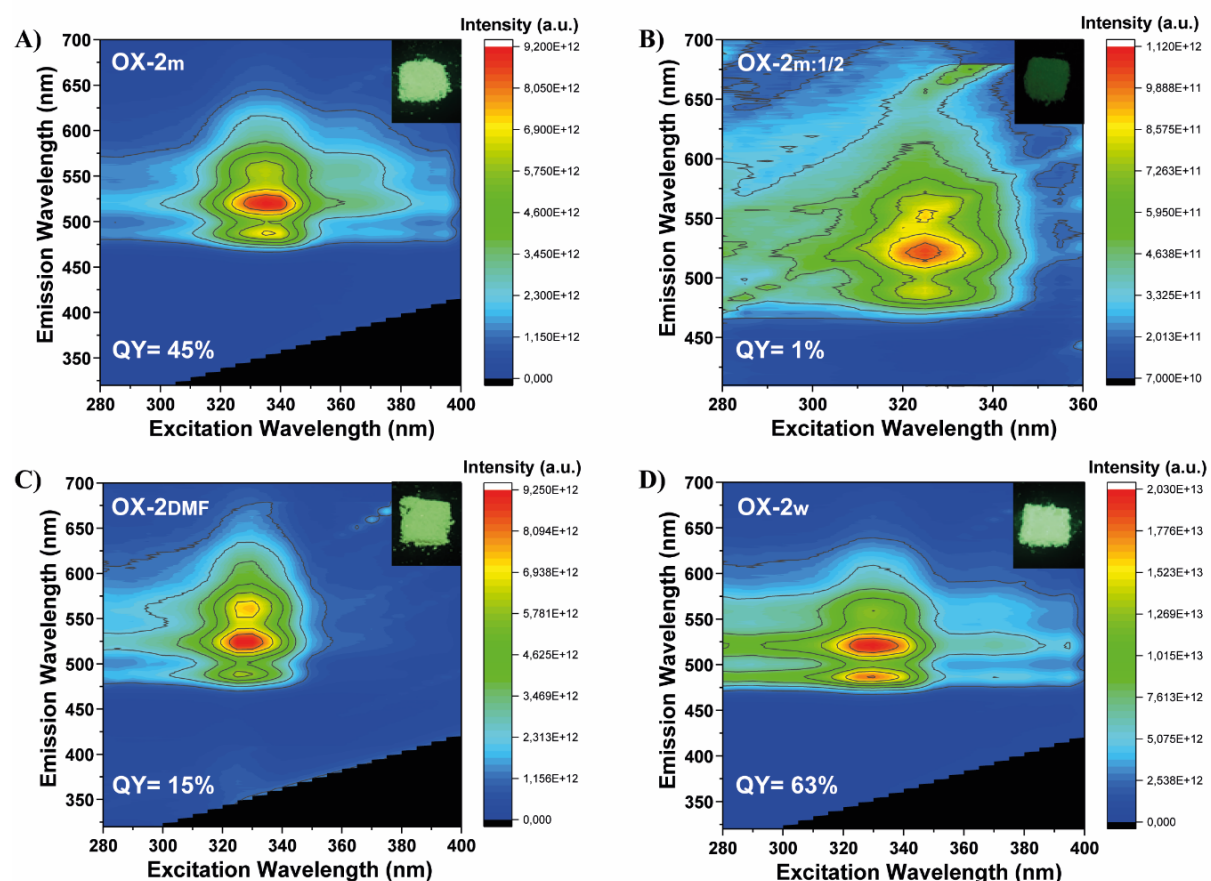 A)
OX-2m
QY= 45%
Emission Wavelength (nm)
700
650
600
550
500
450
400
350
280 300 320 340 360 380 400
Excitation Wavelength (nm)
Intensity (a.u.)
9,200E+12
8,050E+12
6,900E+12
5,750E+12
4,600E+12
3,450E+12
2,300E+12
1,150E+12
0,000
B)
OX-2m:1/2
QY= 1%
Emission Wavelength (nm)
700
650
600
550
500
450
280 300 320 340 360
Excitation Wavelength (nm)
Intensity (a.u.)
1,120E+12
9,888E+11
8,575E+11
7,263E+11
5,950E+11
4,638E+11
3,325E+11
2,013E+11
7,000E+10
C)
OX-2DMF
QY= 15%
Emission Wavelength (nm)
700
650
600
550
500
450
400
350
280 300 320 340 360 380 400
Excitation Wavelength (nm)
Intensity (a.u.)
9,250E+12
8,094E+12
6,938E+12
5,781E+12
4,625E+12
3,469E+12
2,313E+12
1,156E+12
0,000
D)
OX-2w
QY= 63%
Emission Wavelength (nm)
700
650
600
550
500
450
400
350
280 300 320 340 360 380 400
Excitation Wavelength (nm)
Intensity (a.u.)
2,030E+13
1,776E+13
1,523E+13
1,269E+13
1,015E+13
7,613E+12
5,075E+12
2,538E+12
0,000